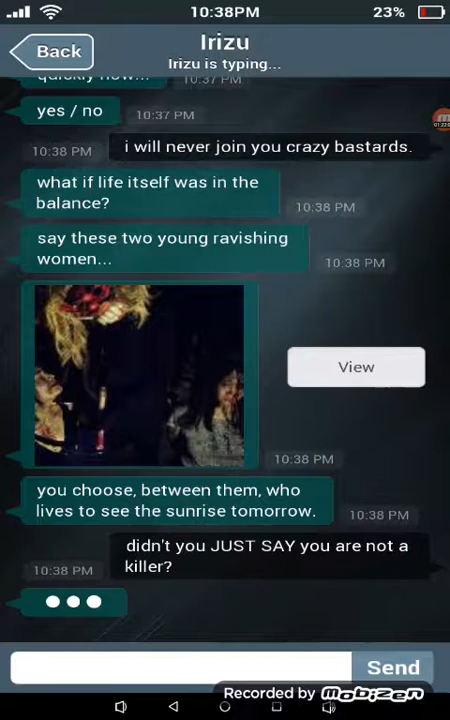 10:38PM
23%
Back
Irizu
Irizu is typing...
quickly now...
10:37 PM
yes / no
10:37 PM
i will never join you crazy bastards.
10:38 PM
what if life itself was in the
balance?
10:38 PM
say these two young ravishing
women...
10:38 PM
View
10:38 PM
you choose, between them, who
lives to see the sunrise tomorrow.
10:38 PM
didn't you JUST SAY you are not a
killer?
10:38 PM
Send
Recorded by Mobizen